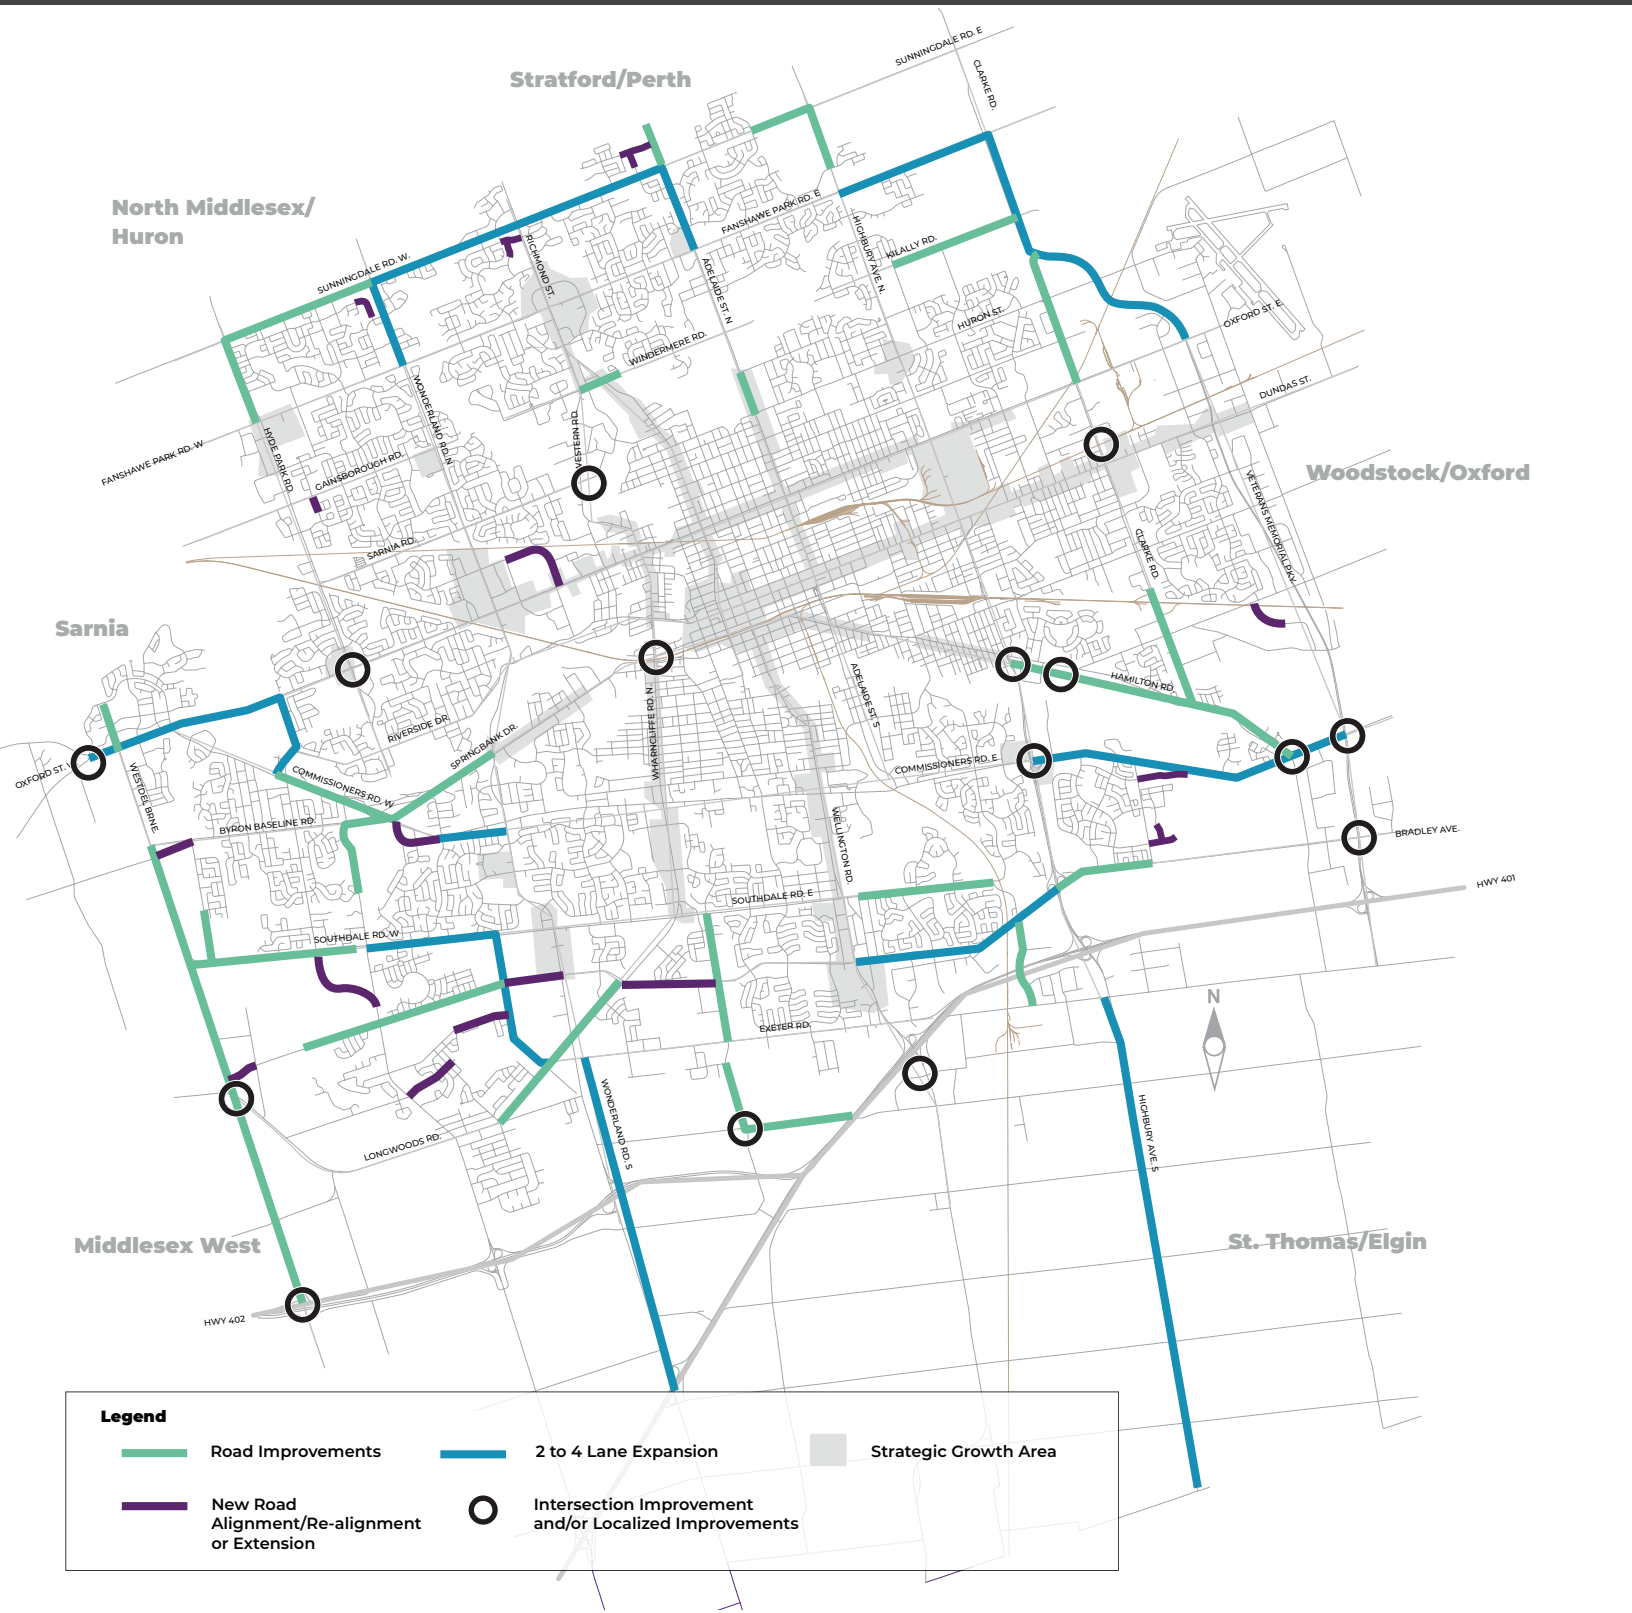 SUNNINGDALE RD. E
CLARKE RD.
Stratford/Perth
North Middlesex/
Huron
SUNNINGDALE RD. W.
RICHMOND ST.
FANSHAWE PARK RD. E
HIGHBURY AVE. N.
KILALLY RD.
ADELAIDE ST. N
HURON ST.
OXFORD ST. E.
WINDERMERE RD.
DUNDAS ST.
WONDERLAND RD. N
WESTERN RD.
FANSHAWE PARK RD. W
HYDE PARK RD.
GAINSBOROUGH RD.
Woodstock/Oxford
VETERANS MEMORIAL PKY.
SARNIA RD.
CLARKE RD.
Sarnia
HAMILTON RD.
ADELAIDE ST. S
WHARNCLIFFE RD. N.
RIVERSIDE DR.
SPRINGBANK DR.
OXFORD ST.
WESTDEL BRNE.
COMMISSIONERS RD. W
COMMISSIONERS RD. E
BYRON BASELINE RD.
WELLINGTON RD.
BRADLEY AVE.
HWY 401
SOUTHDALE RD. E
SOUTHDALE RD. W
EXETER RD.
N
WONDERLAND RD. S
HIGHBURY AVE. S
LONGWOODS RD.
Middlesex West
St. Thomas/Elgin
HWY 402
Legend
Road Improvements
2 to 4 Lane Expansion
Strategic Growth Area
New Road
Alignment/Re-alignment
or Extension
Intersection Improvement
and/or Localized Improvements